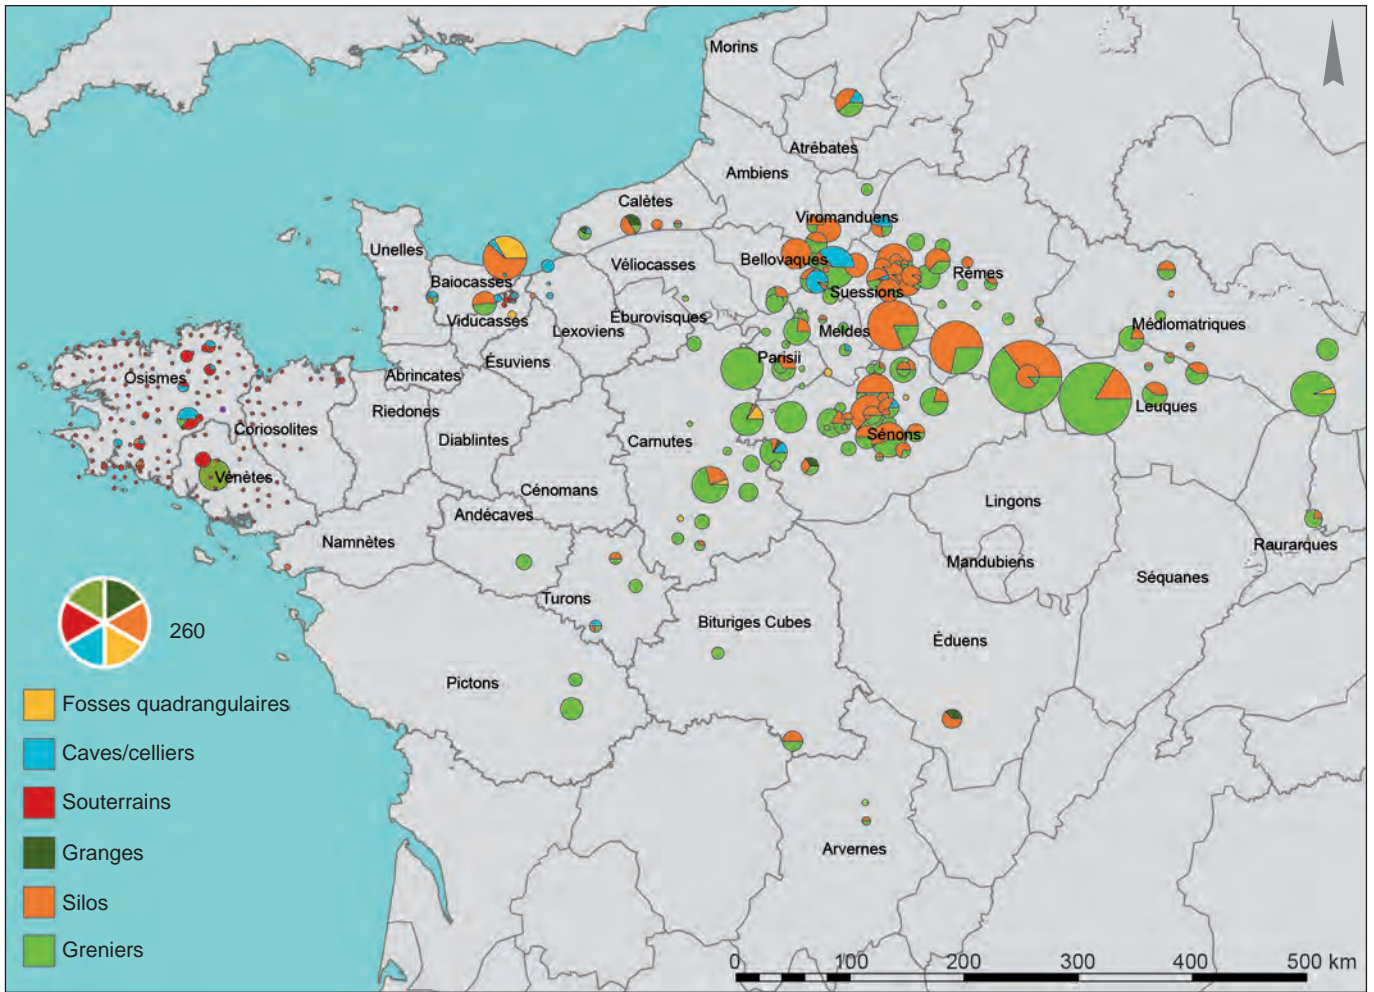 Morins
Atrébates
Ambiens
Calètes
Viromanduens
Unelles
Véliocasses
Bellovaques
Rèmes
Baiocasses
Suessions
Viducasses
Lexoviens
Éburovisques
Meldes
Médiomatriques
Ésuviens
Parisii
Ósismes
Abrincates
Riedones
Leuques
Coriosolites
Diablintes
Carnutes
Sénons
Vénètes
Cénomans
Lingons
Andécaves
Namnètes
Raurarques
Mandubiens
Séquanes
Turons
Bituriges Cubes
Éduens
260
Pictons
Fosses quadrangulaires
Caves/celliers
Souterrains
Granges
Arvernes
Silos
Greniers
0 100 200 300 400 500 km